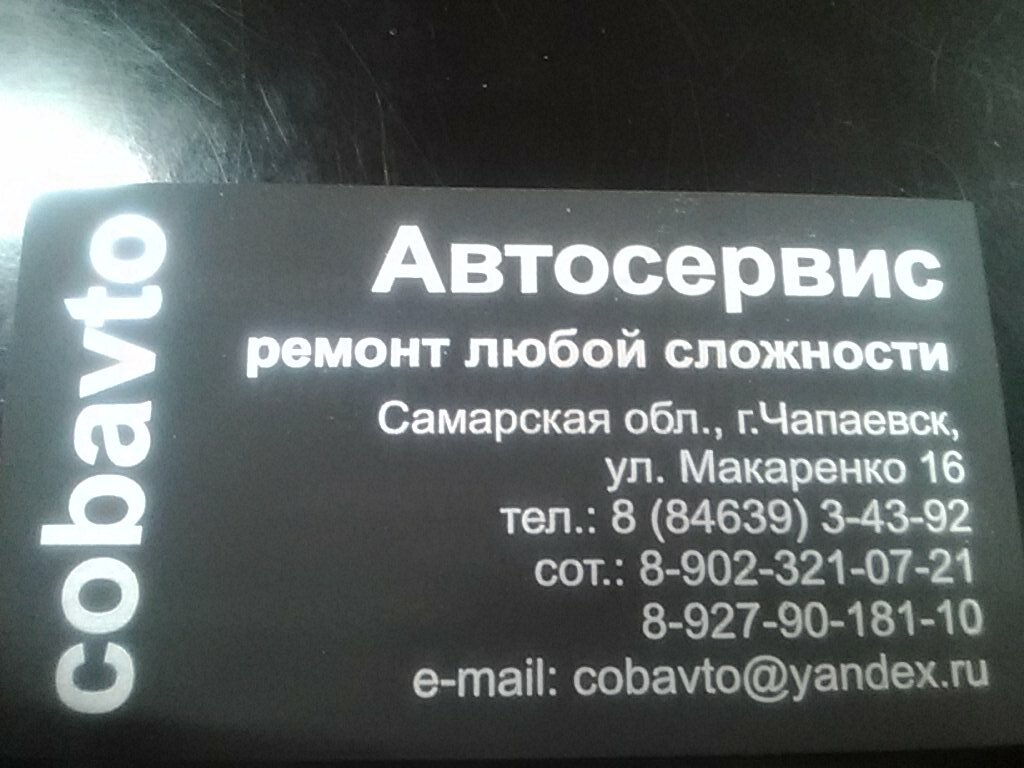 cobavto
Автосервис
ремонт любой сложности
Самарская обл., г.Чапаевск,
ул. Макаренко 16
тел.: 8 (84639) 3-43-92
сот.: 8-902-321-07-21
8-927-90-181-10
e-mail: cobavto@yandex.ru